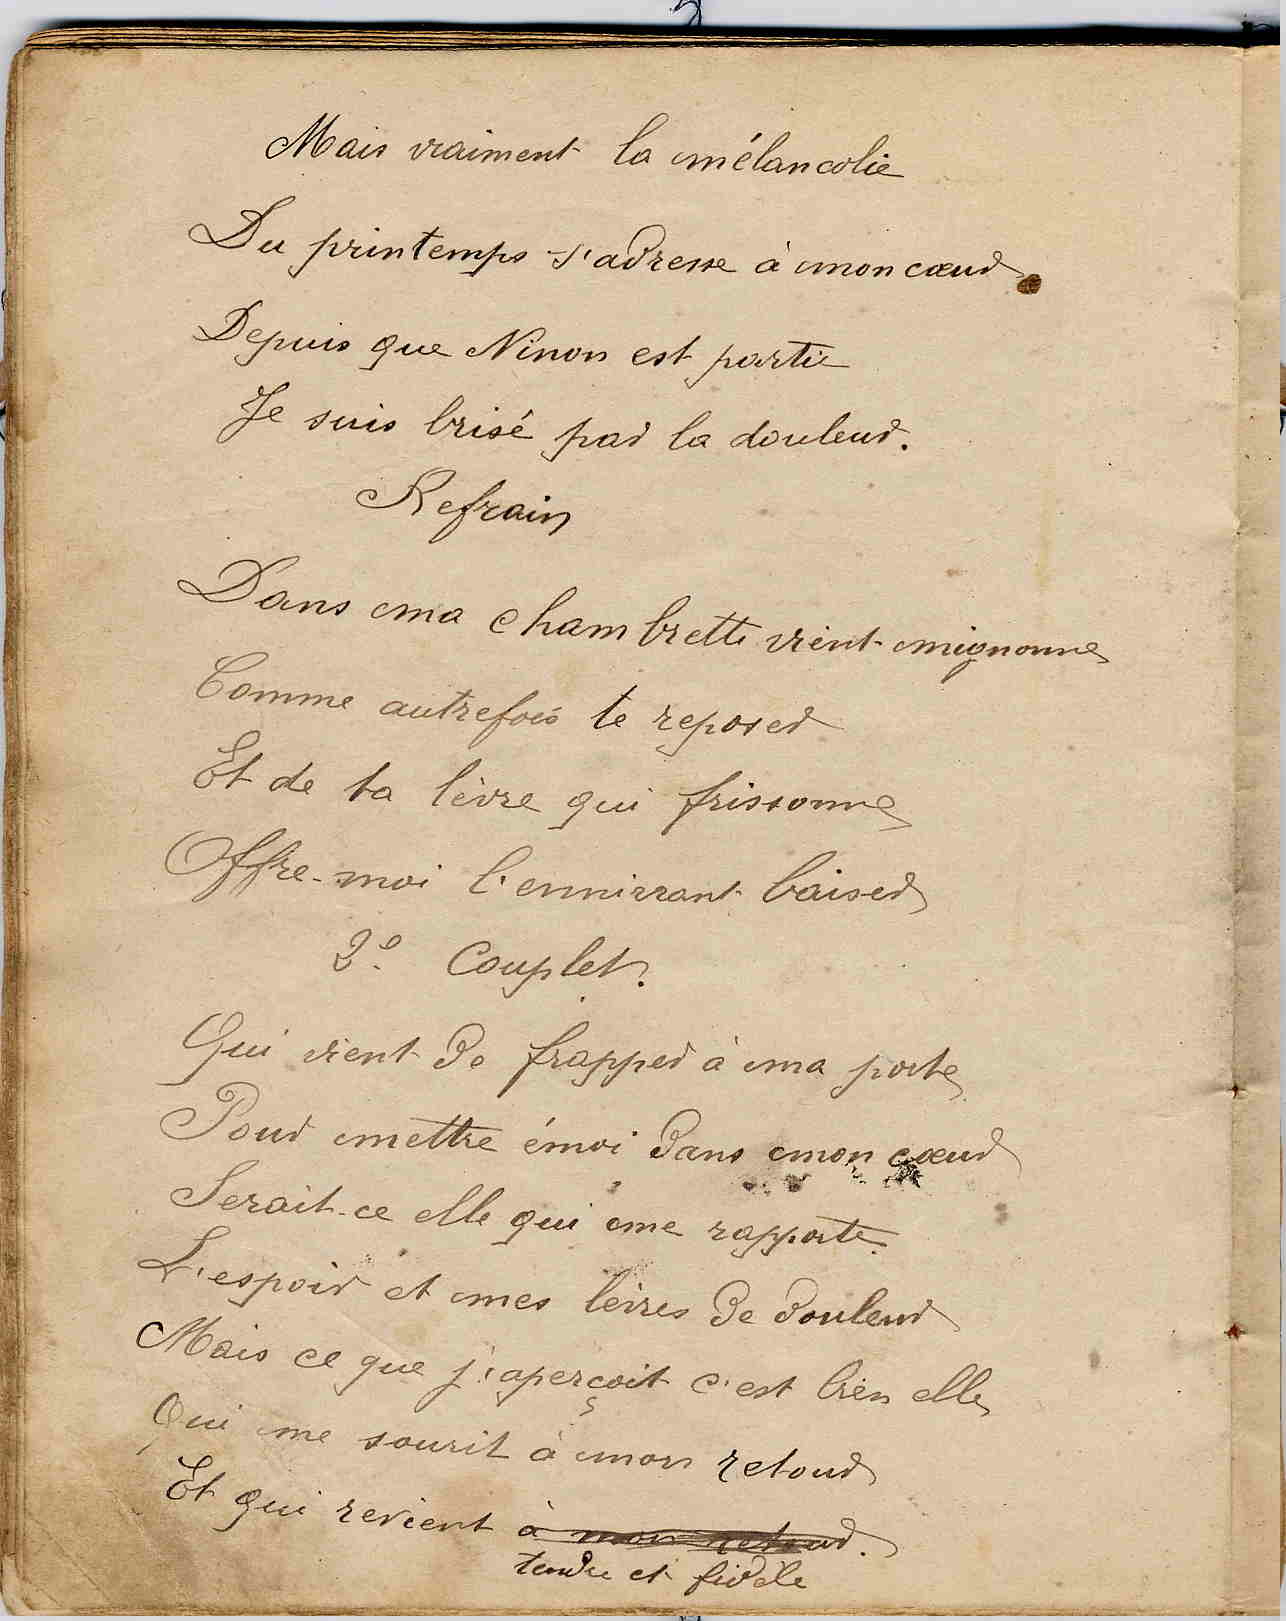 Mais vraiment la mélancolie
Du printemps s'adresse à mon cœur
Depuis que Ninon est partie
Je suis brisé par la douleur.
Refrain
Dans ma chambrette vient mignonne
Comme autrefois te reposer
Et de ta lèvre qui frissonne
Offre-moi l'ennivrant baiser
2e Couplet.
Qui vient de frapper à ma porte
Pour mettre émoi dans mon cœur
Serait-ce elle qui me rapporte
L'espoir et mes lèvres de douleur
Mais ce que j'aperçoit c'est bien elle
Qui me sourit à mon retour
Et qui revient à mon retour.
tendre et fidèle